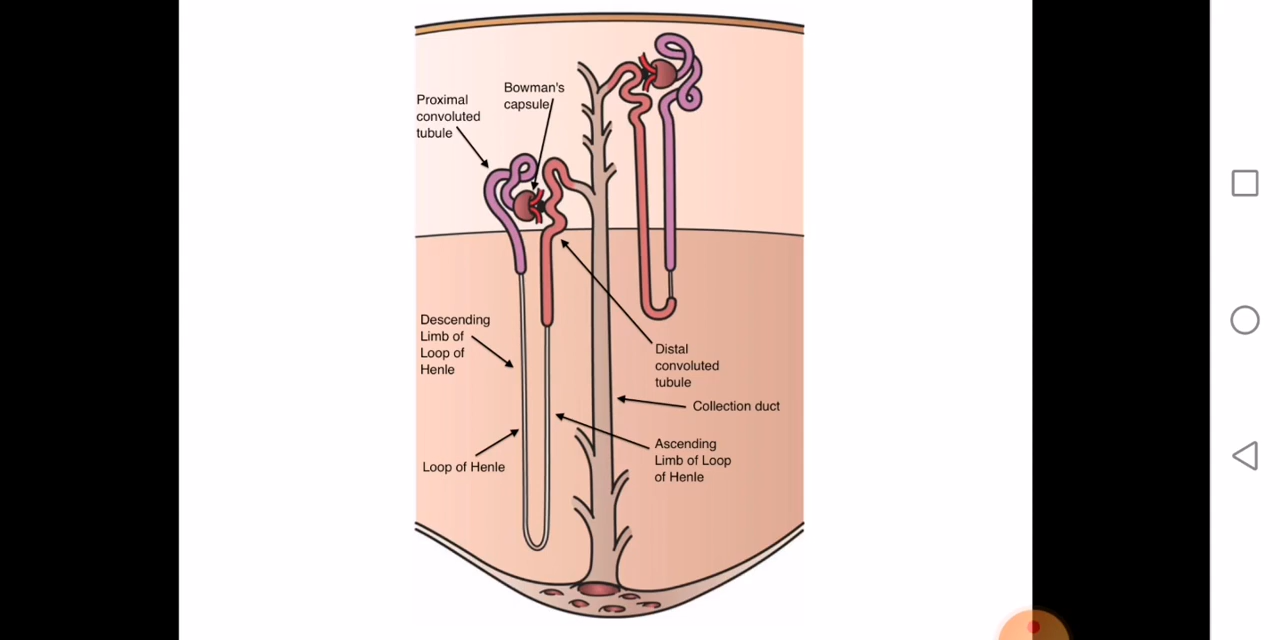 Bowman's
capsule
Proximal
convoluted
tubule
Descending
Limb of
Loop of
Henle
Loop of Henle
Distal
convoluted
tubule
Collection duct
Ascending
Limb of Loop
of Henle